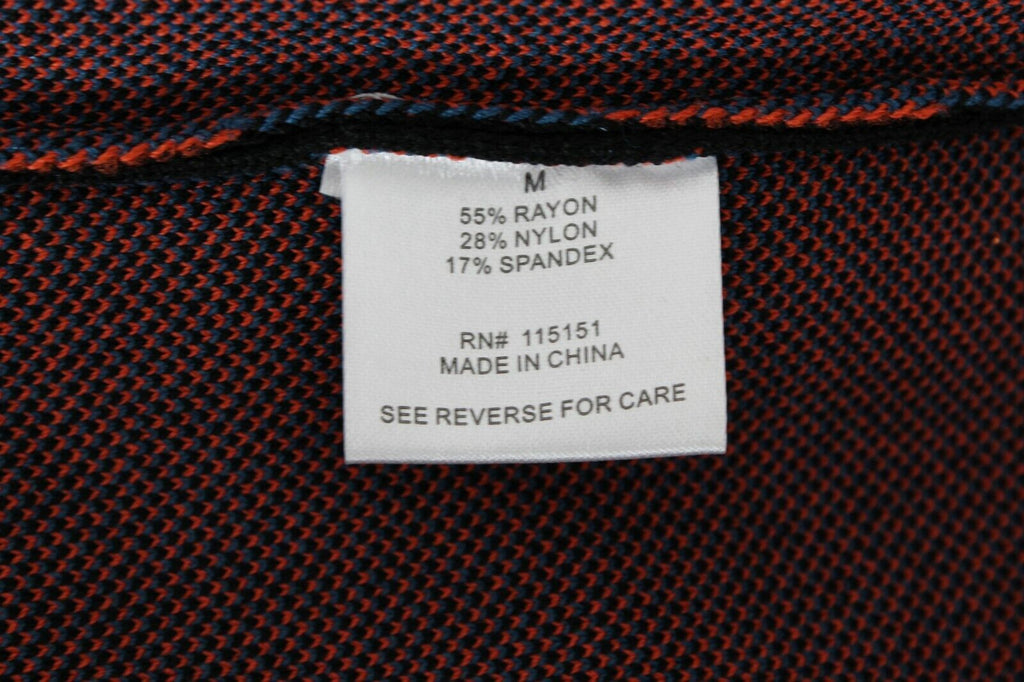 M
55% RAYON
28% NYLON
17% SPANDEX
RN# 115151
MADE IN CHINA
SEE REVERSE FOR CARE